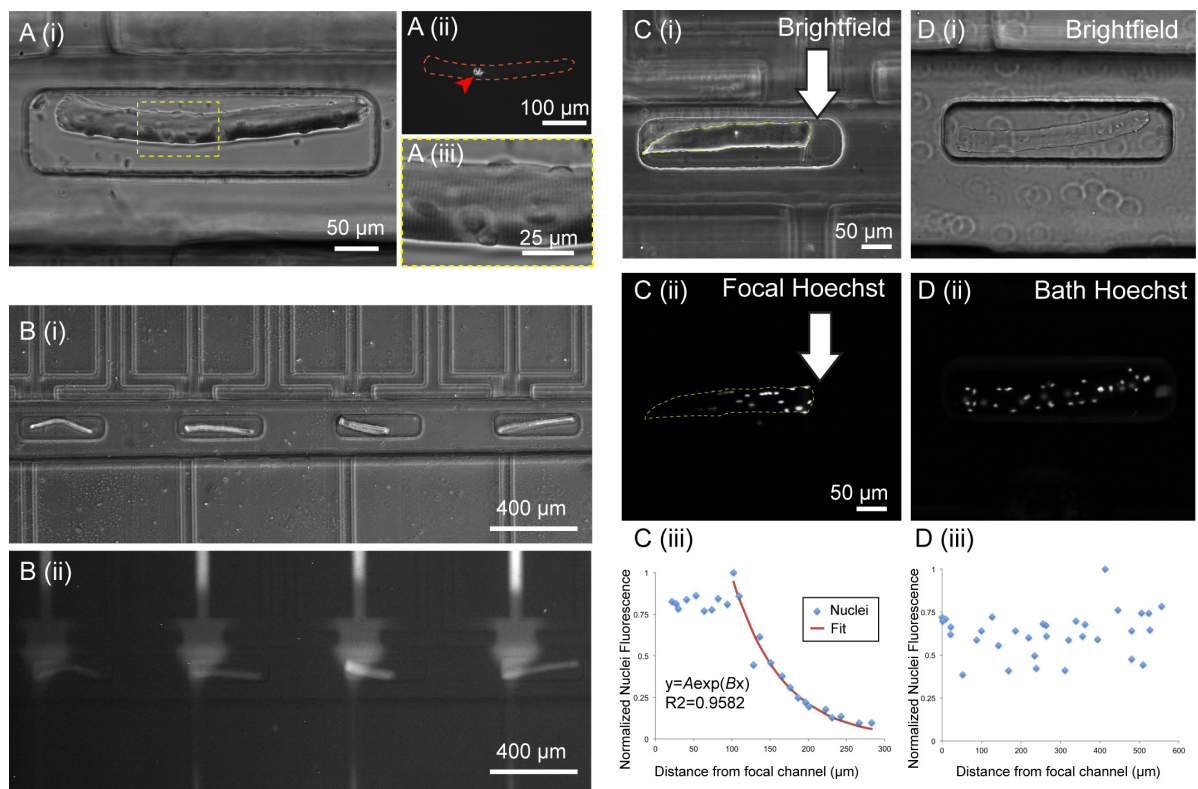 A (i)
50 µm
A (ii)
100 µm
A (iii)
25 µm
B (i)
400 µm
B (ii)
400 µm
C (i) Brightfield
50 µm
D (i) Brightfield
C (ii) Focal Hoechst
50 µm
D (ii) Bath Hoechst
C (iii)
Normalized Nuclei Fluorescence
1
0.75
0.5
0.25
0
0 50 100 150 200 250 300
Nuclei
Fit
y=Aexp(Bx)
R2=0.9582
Distance from focal channel (µm)
D (iii)
Normalized Nuclei Fluorescence
1
0.75
0.5
0.25
0
0 100 200 300 400 500 600
Distance from focal channel (µm)